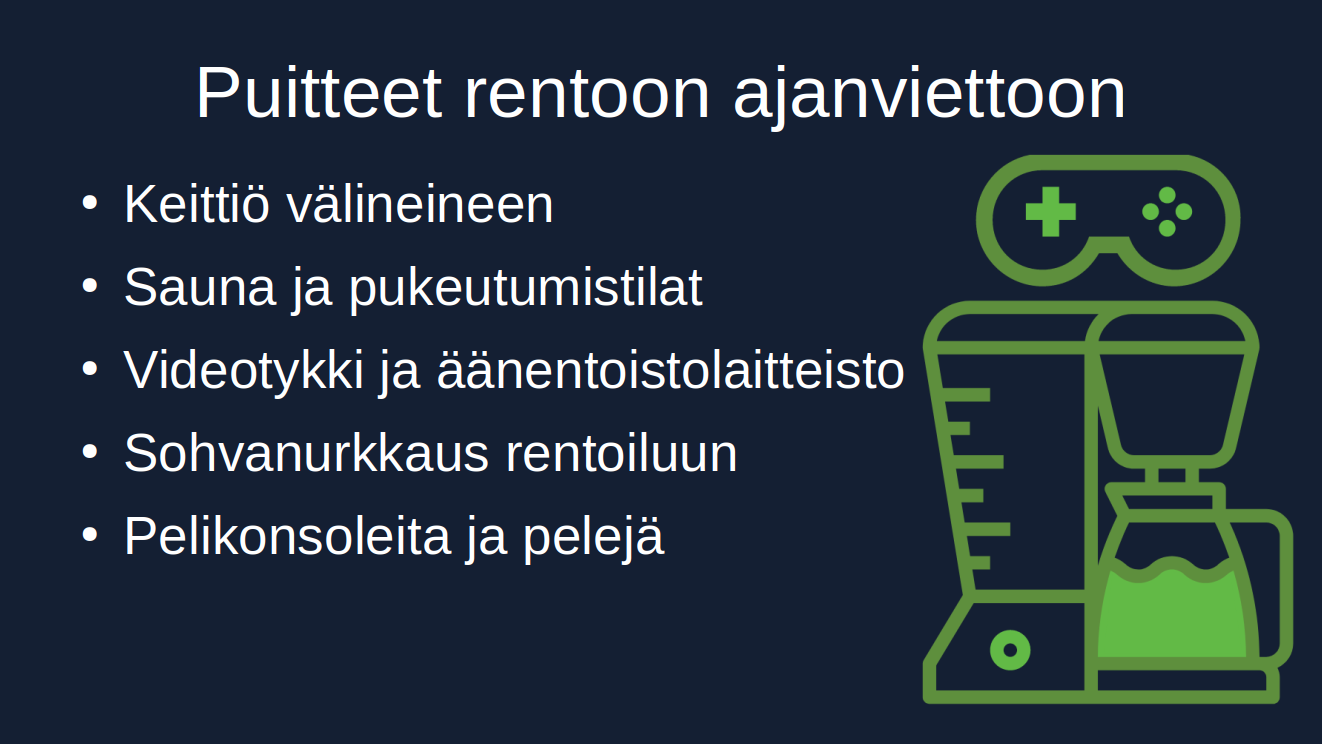 Puitteet rentoon ajanviettoon
• Keittiö välineineen
• Sauna ja pukeutumistilat
• Videotykki ja äänentoistolaitteisto
• Sohvanurkkaus rentoiluun
• Pelikonsoleita ja pelejä